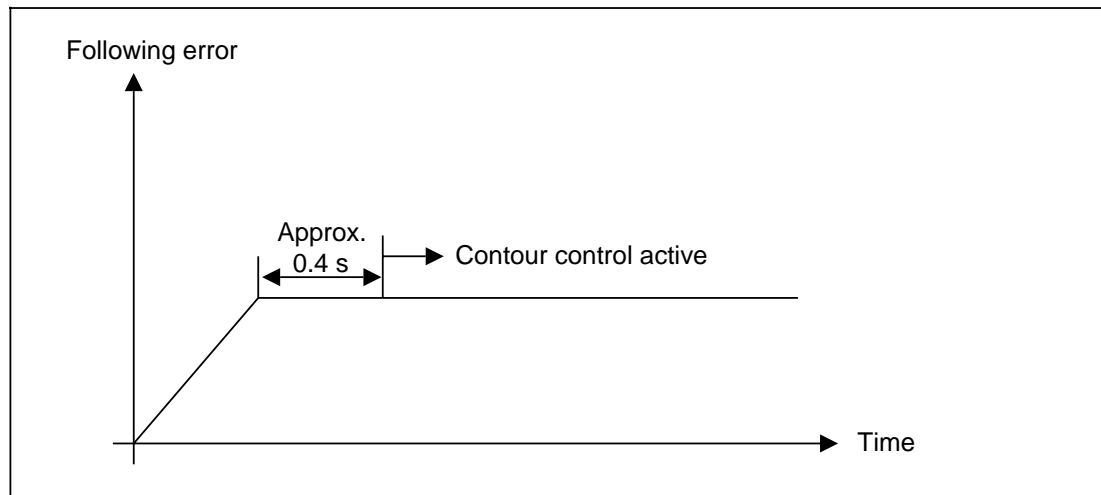 Following error
Approx.
0.4 s
Contour control active
Time